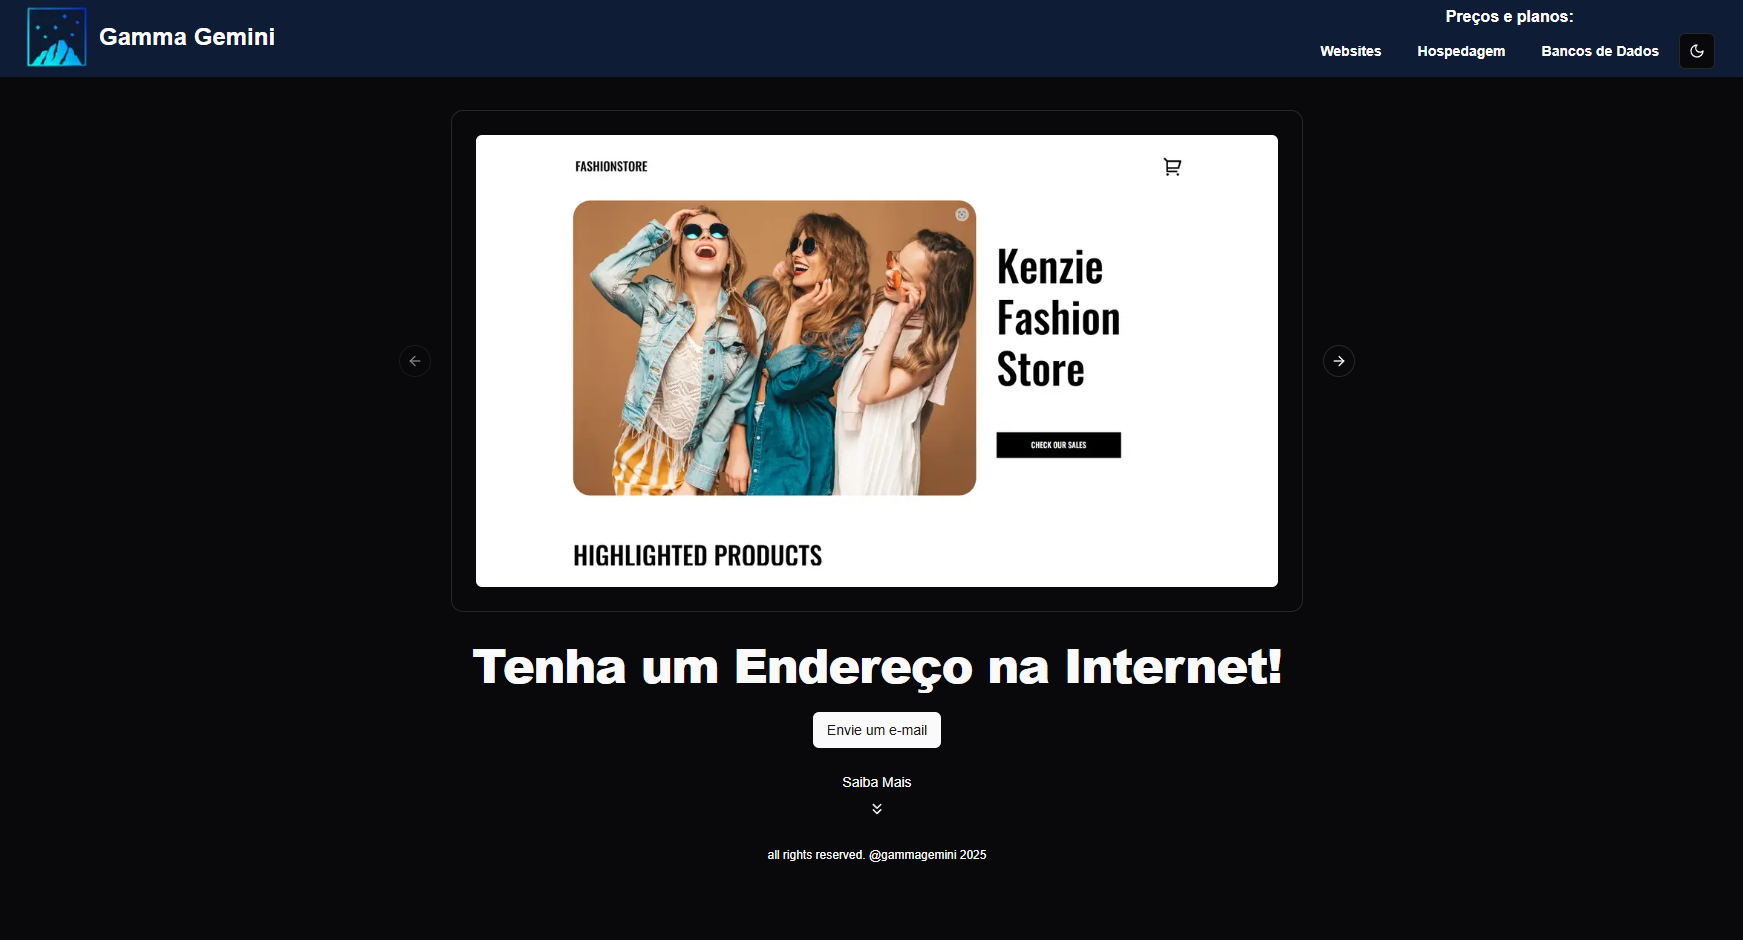 Gamma Gemini
Preços e planos:
Websites
Hospedagem
Bancos de Dados
FASHIONSTORE
Kenzie
Fashion
Store
CHECK OUR SALES
HIGHLIGHTED PRODUCTS
Tenha um Endereço na Internet!
Envie um e-mail
Saiba Mais
all rights reserved. @gammagemini 2025